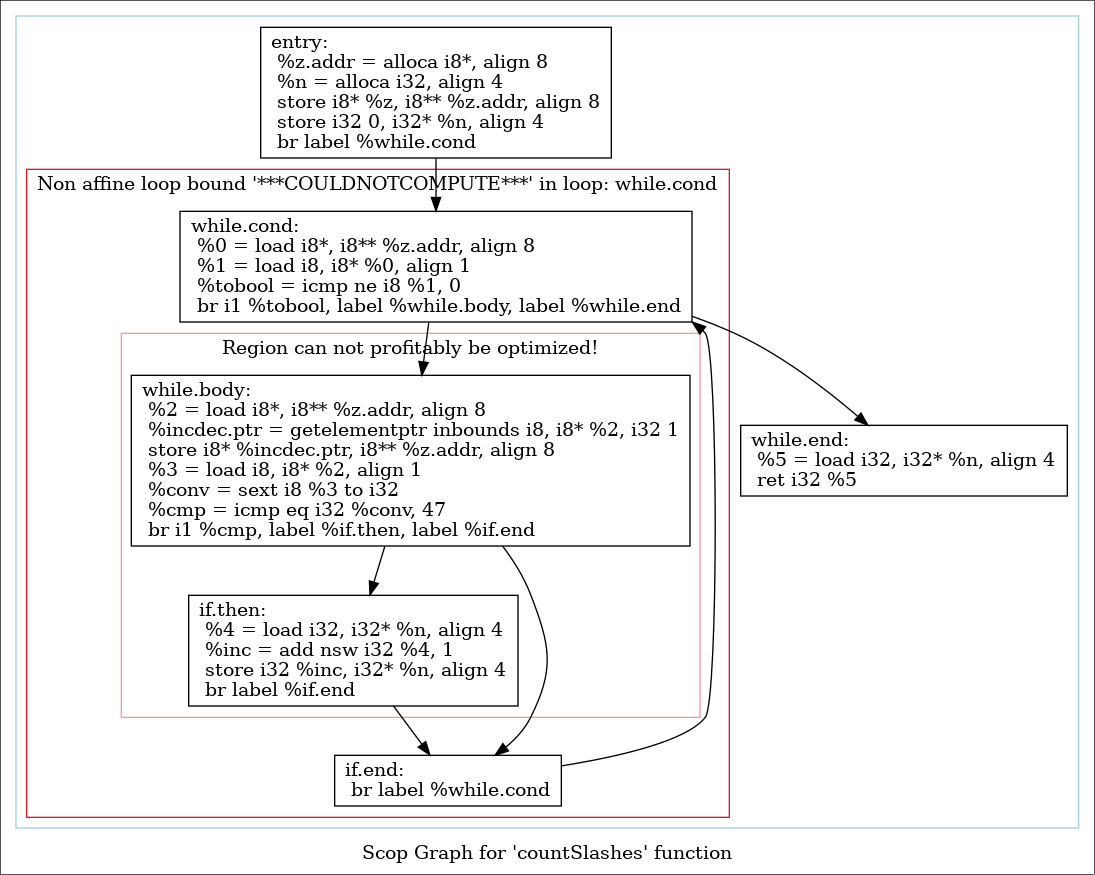 entry:
%z.addr = alloca i8*, align 8
%n = alloca i32, align 4
store i8* %z, i8** %z.addr, align 8
store i32 0, i32* %n, align 4
br label %while.cond
Non affine loop bound '***COULDNOTCOMPUTE***' in loop: while.cond
while.cond:
%0 = load i8*, i8** %z.addr, align 8
%1 = load i8, i8* %0, align 1
%tobool = icmp ne i8 %1, 0
br i1 %tobool, label %while.body, label %while.end
Region can not profitably be optimized!
while.body:
%2 = load i8*, i8** %z.addr, align 8
%incdec.ptr = getelementptr inbounds i8, i8* %2, i32 1
store i8* %incdec.ptr, i8** %z.addr, align 8
%3 = load i8, i8* %2, align 1
%conv = sext i8 %3 to i32
%cmp = icmp eq i32 %conv, 47
br i1 %cmp, label %if.then, label %if.end
while.end:
%5 = load i32, i32* %n, align 4
ret i32 %5
if.then:
%4 = load i32, i32* %n, align 4
%inc = add nsw i32 %4, 1
store i32 %inc, i32* %n, align 4
br label %if.end
if.end:
br label %while.cond
Scop Graph for 'countSlashes' function